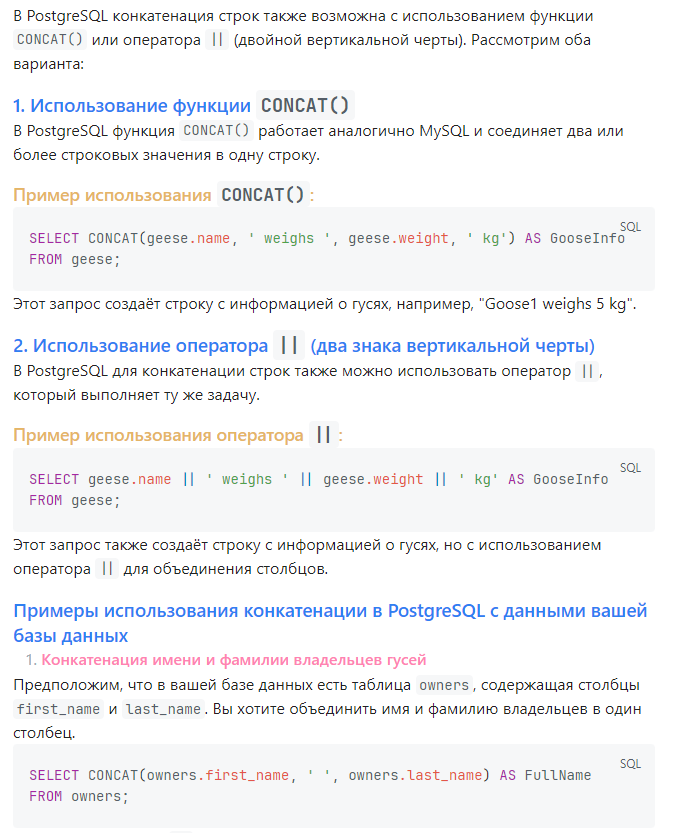 В PostgreSQL конкатенация строк также возможна с использованием функции
CONCAT() или оператора || (двойной вертикальной черты). Рассмотрим оба
варианта:
1. Использование функции CONCAT()
В PostgreSQL функция CONCAT() работает аналогично MySQL и соединяет два или
более строковых значения в одну строку.
Пример использования CONCAT():
SQL
SELECT CONCAT(geese.name, ' weighs ', geese.weight, ' kg') AS GooseInfo
FROM geese;
Этот запрос создаёт строку с информацией о гусях, например, "Goose1 weighs 5 kg".
2. Использование оператора || (два знака вертикальной черты)
В PostgreSQL для конкатенации строк также можно использовать оператор ||,
который выполняет ту же задачу.
Пример использования оператора ||:
SQL
SELECT geese.name || ' weighs ' || geese.weight || ' kg' AS GooseInfo
FROM geese;
Этот запрос также создаёт строку с информацией о гусях, но с использованием
оператора || для объединения столбцов.
Примеры использования конкатенации в PostgreSQL с данными вашей
базы данных
1. Конкатенация имени и фамилии владельцев гусей
Предположим, что в вашей базе данных есть таблица owners, содержащая столбцы
first_name и last_name. Вы хотите объединить имя и фамилию владельцев в один
столбец.
SQL
SELECT CONCAT(owners.first_name, ' ', owners.last_name) AS FullName
FROM owners;